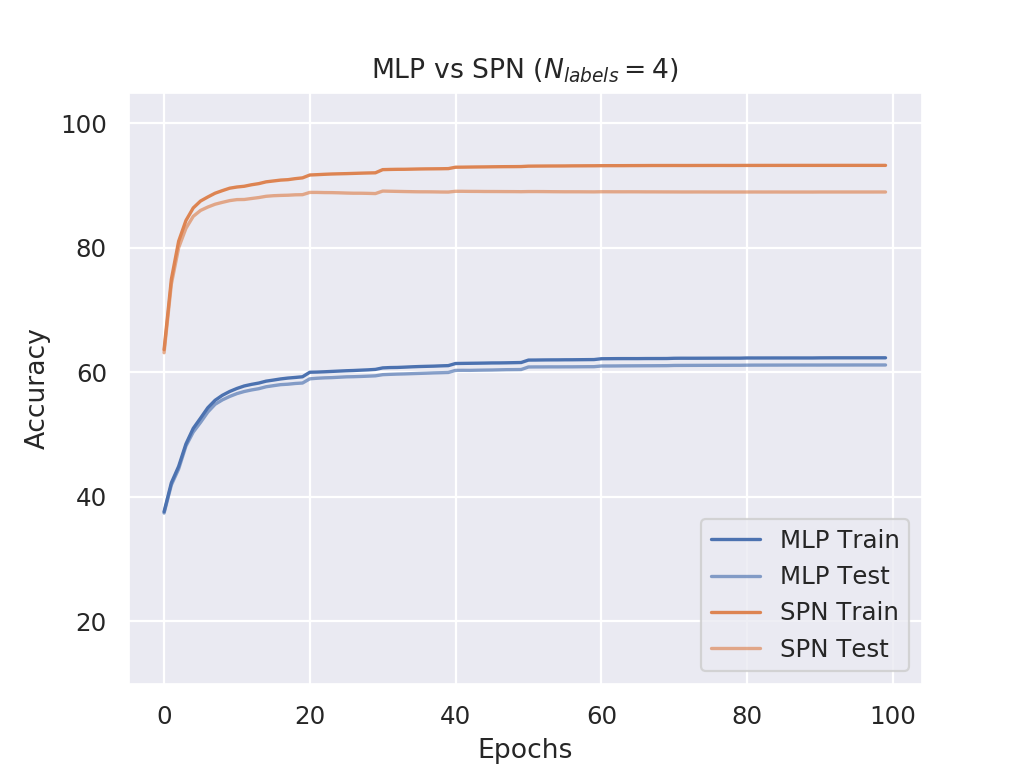 MLP vs SPN (N_labels = 4)
100
80
60
40
20
Accuracy
0 20 40 60 80 100
Epochs
MLP Train
MLP Test
SPN Train
SPN Test